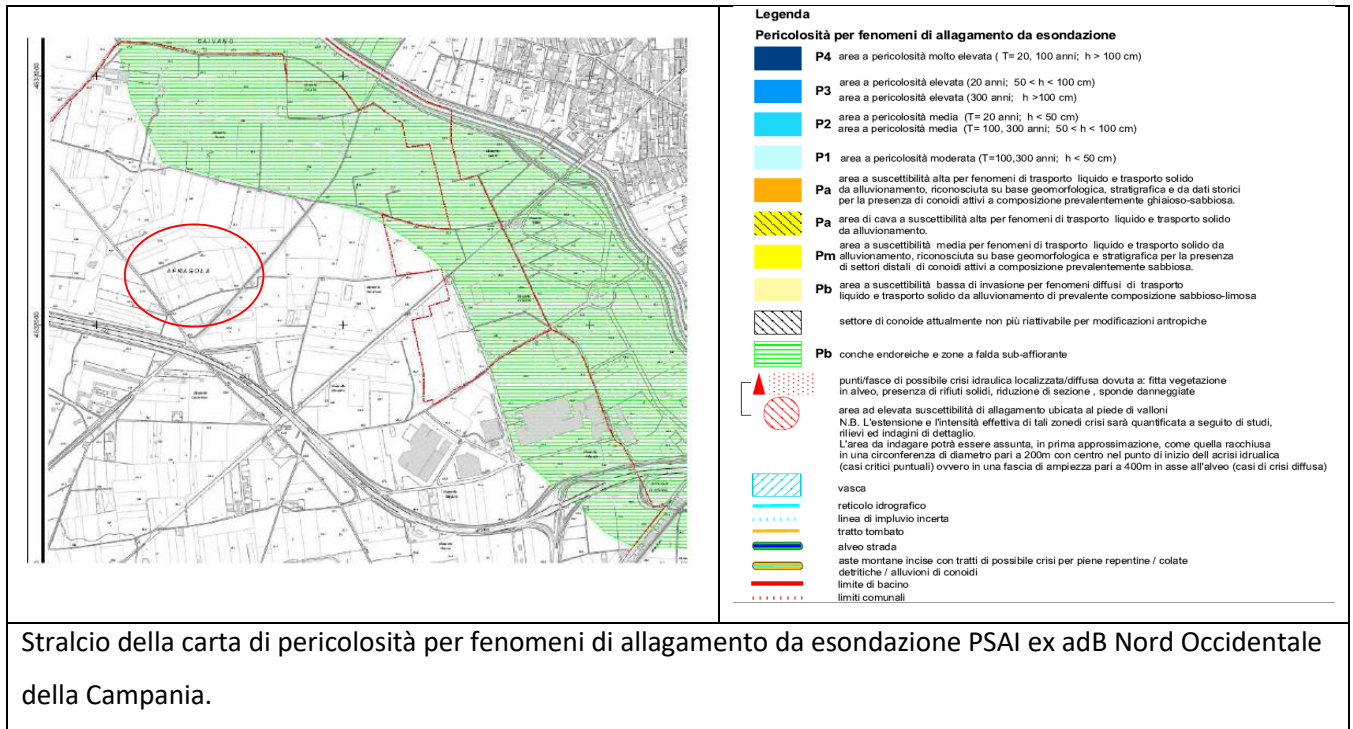 CAIVANO
AFRAGOLA
Legenda
Pericolosità per fenomeni di allagamento da esondazione
P4 area a pericolosità molto elevata ( T= 20, 100 anni; h > 100 cm)
P3 area a pericolosità elevata (20 anni; 50 < h < 100 cm)
area a pericolosità elevata (300 anni; h >100 cm)
P2 area a pericolosità media (T= 20 anni; h < 50 cm)
area a pericolosità media (T= 100, 300 anni; 50 < h < 100 cm)
P1 area a pericolosità moderata (T=100,300 anni; h < 50 cm)
area a suscettibilità alta per fenomeni di trasporto liquido e trasporto solido
Pa da alluvionamento, riconosciuta su base geomorfologica, stratigrafica e da dati storici
per la presenza di conoidi attivi a composizione prevalentemente ghiaioso-sabbiosa.
Pa area di cava a suscettibilità alta per fenomeni di trasporto liquido e trasporto solido
da alluvionamento.
area a suscettibilità media per fenomeni di trasporto liquido e trasporto solido da
Pm alluvionamento, riconosciuta su base geomorfologica e stratigrafica per la presenza
di settori distali di conoidi attivi a composizione prevalentemente sabbiosa.
Pb area a suscettibilità bassa di invasione per fenomeni diffusi di trasporto
liquido e trasporto solido da alluvionamento di prevalente composizione sabbioso-limosa
settore di conoide attualmente non più riattivabile per modificazioni antropiche
Pb conche endoreiche e zone a falda sub-affiorante
punti/fasce di possibile crisi idraulica localizzata/diffusa dovuta a: fitta vegetazione
in alveo, presenza di rifiuti solidi, riduzione di sezione , sponde danneggiate
area ad elevata suscettibilità di allagamento ubicata al piede di valloni
N.B. L'estensione e l'intensità effettiva di tali zonedi crisi sarà quantificata a seguito di studi,
rilievi ed indagini di dettaglio.
L'area da indagare potrà essere assunta, in prima approssimazione, come quella racchiusa
in una circonferenza di diametro pari a 200m con centro nel punto di inizio dell acrisi idrualica
(casi critici puntuali) ovvero in una fascia di ampiezza pari a 400m in asse all'alveo (casi di crisi diffusa)
vasca
reticolo idrografico
linea di impluvio incerta
tratto tombato
alveo strada
aste montane incise con tratti di possibile crisi per piene repentine / colate
detritiche / alluvioni di conoidi
limite di bacino
limiti comunali
Stralcio della carta di pericolosità per fenomeni di allagamento da esondazione PSAI ex adB Nord Occidentale
della Campania.